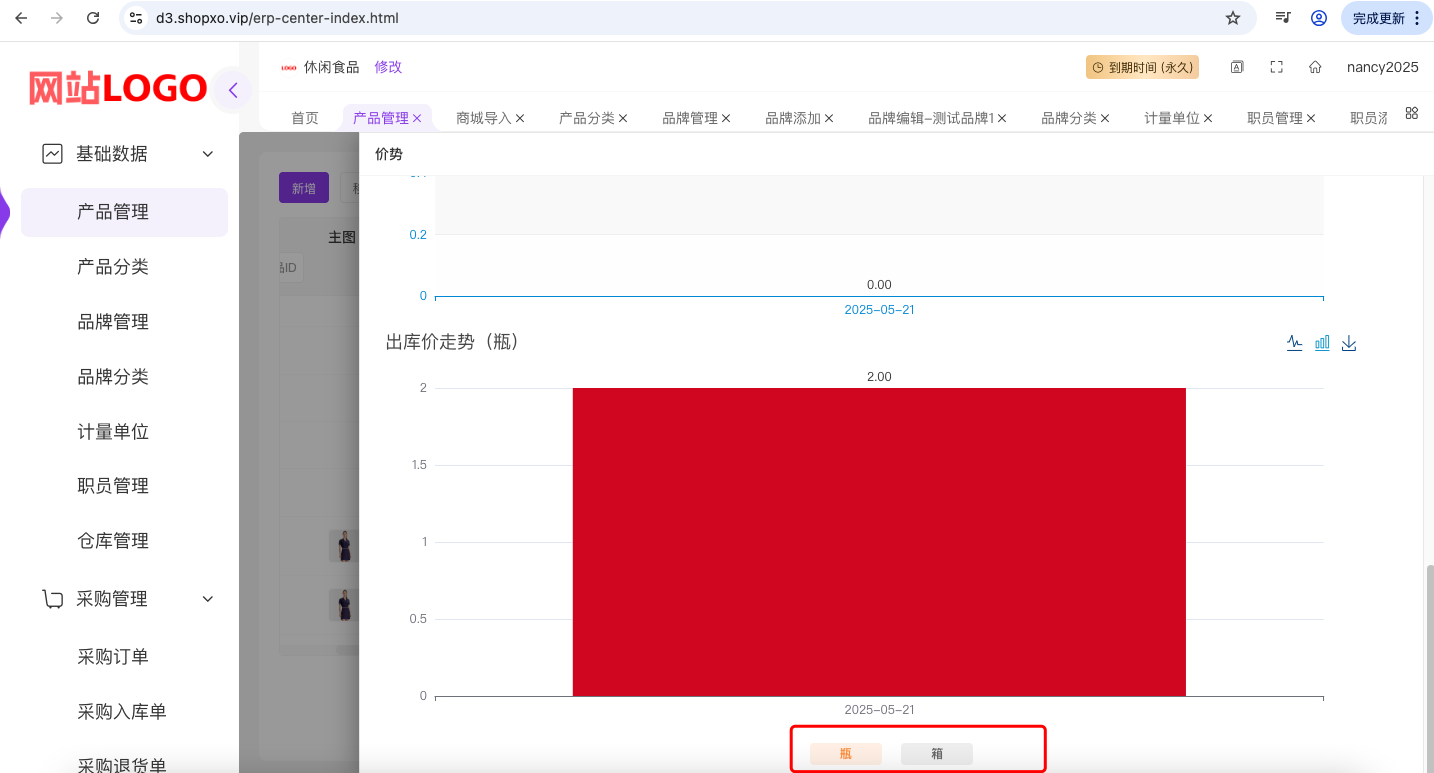 d3.shopxo.vip/erp-center-index.html
完成更新
网站LOGO
LOGO 休闲食品 修改
到期时间 (永久)
nancy2025
首页 产品管理 商城导入 产品分类 品牌管理 品牌添加 品牌编辑-测试品牌1 品牌分类 计量单位 职员管理 职员添
基础数据
产品管理
产品分类
品牌管理
品牌分类
计量单位
职员管理
仓库管理
采购管理
采购订单
采购入库单
采购退货单
新增
主图
品ID
价势
0.2
0
0.00
2025-05-21
出库价走势（瓶）
2.00
2
1.5
1
0.5
0
2025-05-21
瓶 箱